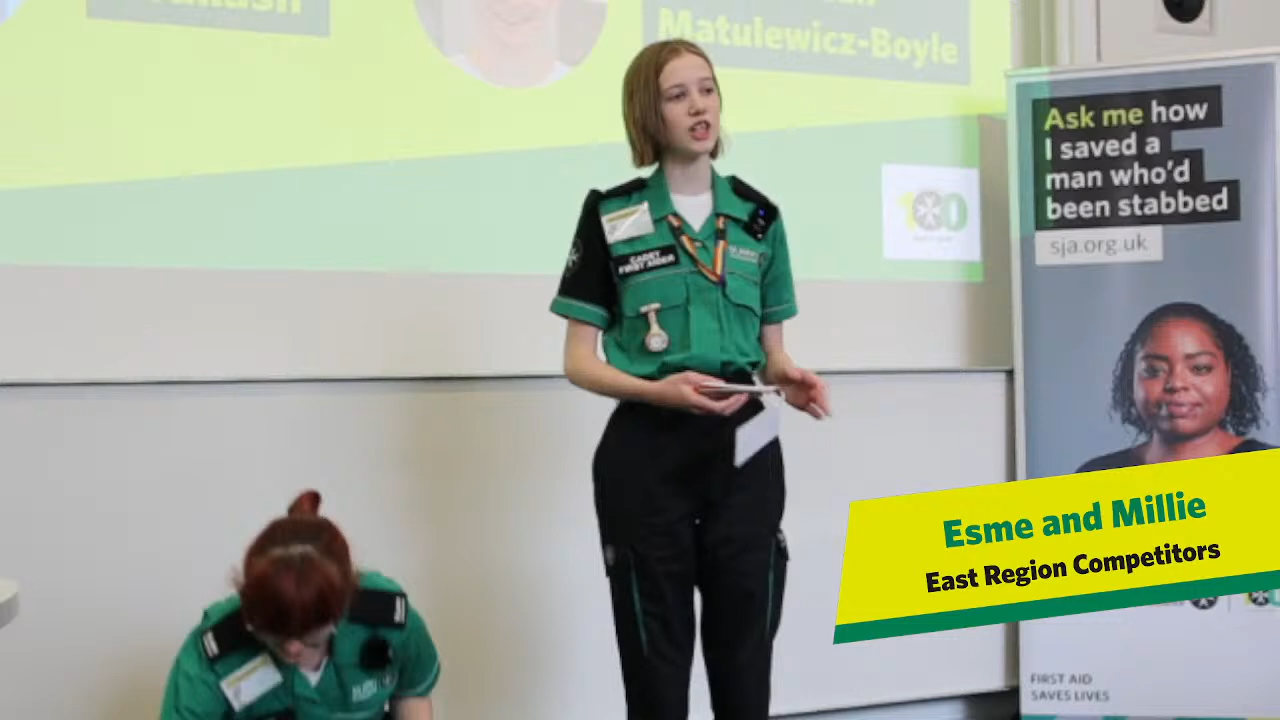 Matulewicz-Boyle
100
Ask me how
I saved a
man who'd
been stabbed
sja.org.uk
CADET
FIRST AIDER
Esme and Millie
East Region Competitors
FIRST AID
SAVES LIVES